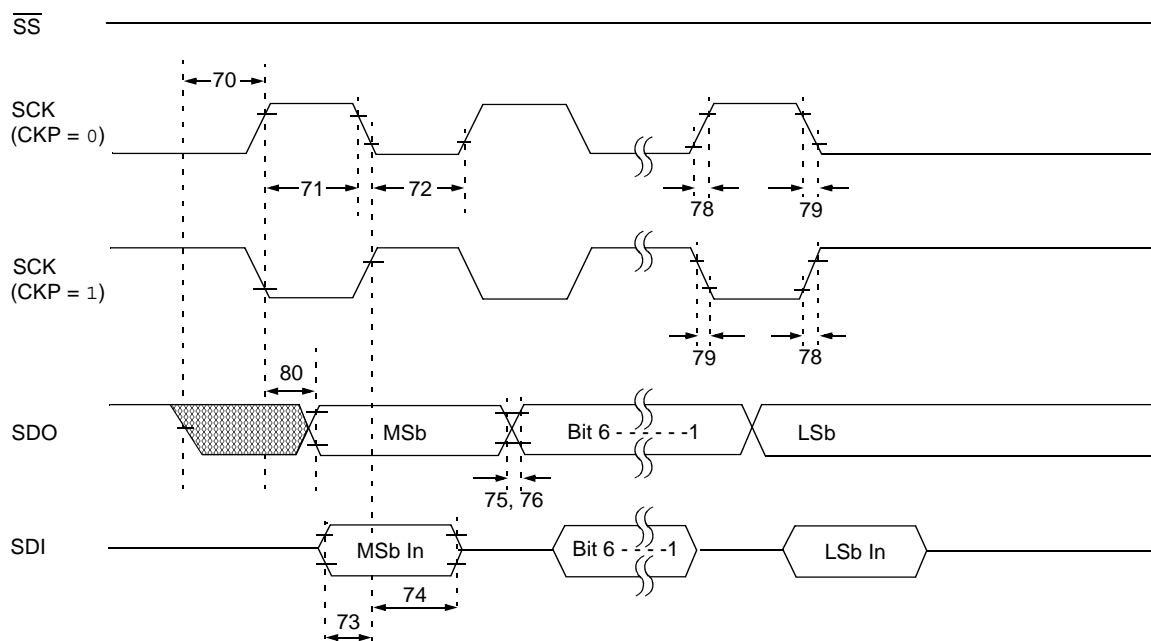 SS
70
SCK
(CKP = 0)
71
72
78
79
SCK
(CKP = 1)
79
78
80
SDO
MSb
Bit 6 - - - - - -1
LSb
75, 76
SDI
MSb In
Bit 6 - - - - -1
LSb In
74
73